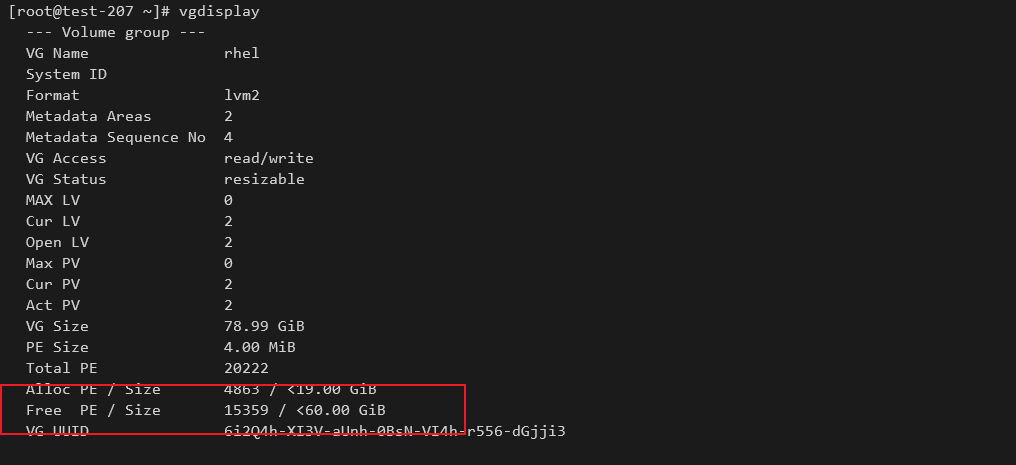 [root@test-207 ~]# vgdisplay
--- Volume group ---
VG Name rhel
System ID
Format lvm2
Metadata Areas 2
Metadata Sequence No 4
VG Access read/write
VG Status resizable
MAX LV 0
Cur LV 2
Open LV 2
Max PV 0
Cur PV 2
Act PV 2
VG Size 78.99 GiB
PE Size 4.00 MiB
Total PE 20222
Alloc PE / Size 4863 / <19.00 GiB
Free PE / Size 15359 / <60.00 GiB
VG UUID 6i2Q4h-XI3V-aUnh-0BsN-VI4h-r556-dGjji3